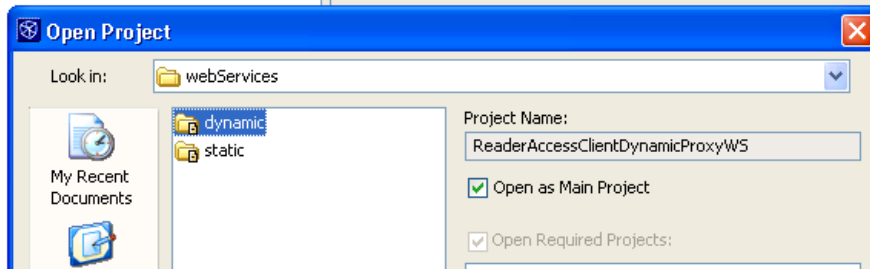 Open Project
Look in:
webServices
dynamic
static
Project Name:
ReaderAccessClientDynamicProxyWS
Open as Main Project
Open Required Projects:
My Recent
Documents